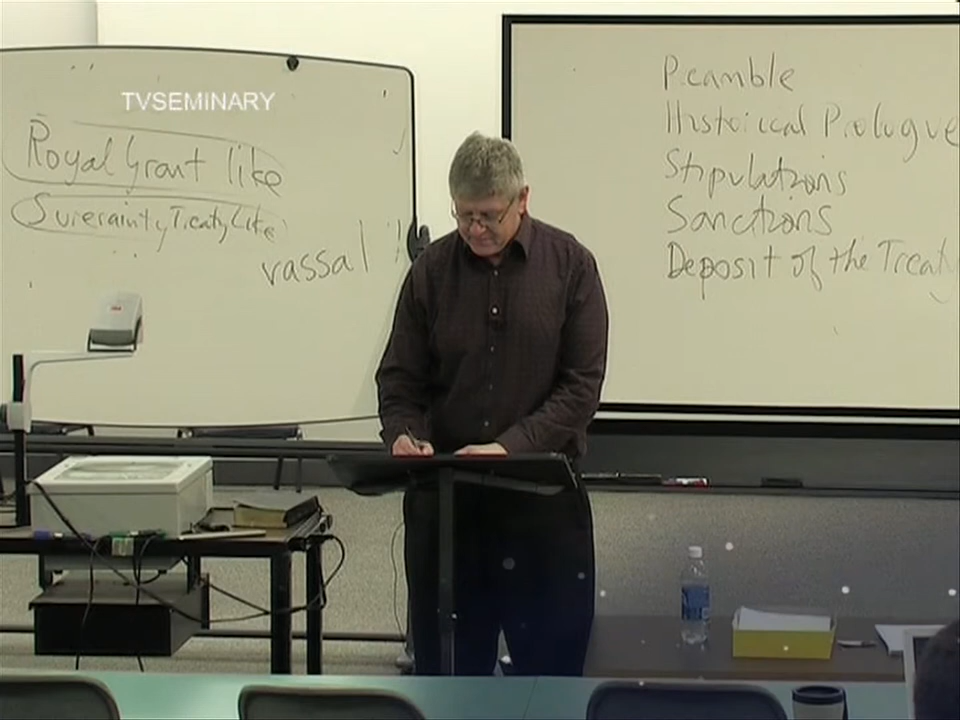 TVSEMINARY
Royal Grant like
Suzerainty Treaty Like
vassal
Preamble
Historical Prologue
Stipulations
Sanctions
Deposit of the Treaty